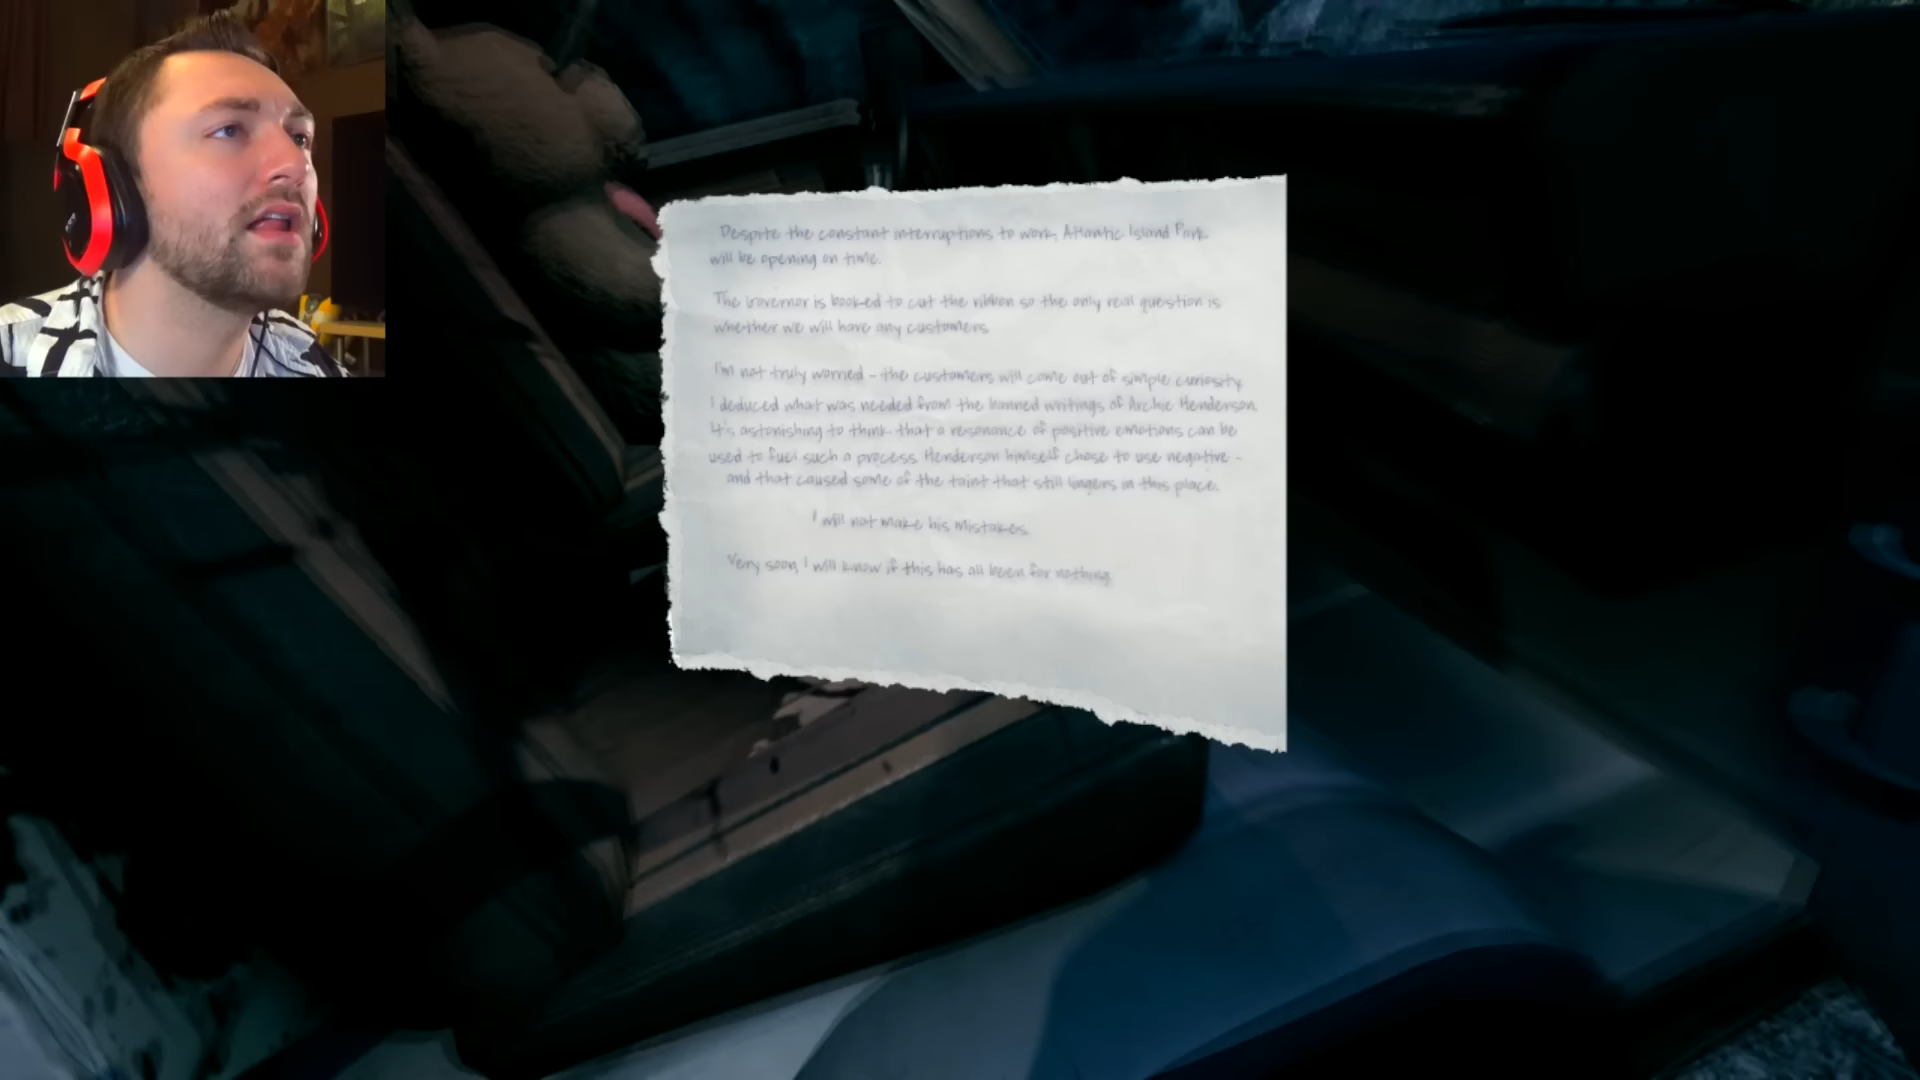 Despite the constant interruptions to work, Atlantic Island Park
will be opening on time.
The Governor is booked to cut the ribbon so the only real question is
whether we will have any customers.
I'm not truly worried - the customers will come out of simple curiosity.
I deduced what was needed from the banned writings of Archie Henderson.
It's astonishing to think that a resonance of positive emotions can be
used to fuel such a process. Henderson himself chose to use negative -
and that caused some of the taint that still lingers in this place.
I will not make his mistakes.
Very soon, I will know if this has all been for nothing.